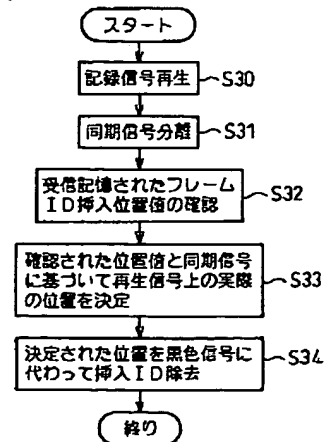 スタート
記録信号再生
S30
同期信号分離
S31
受信記憶されたフレーム
ID挿入位置値の確認
S32
確認された位置値と同期信号
に基づいて再生信号上の実際
の位置を決定
S33
決定された位置を黒色信号に
代わって挿入ID除去
S34
終り